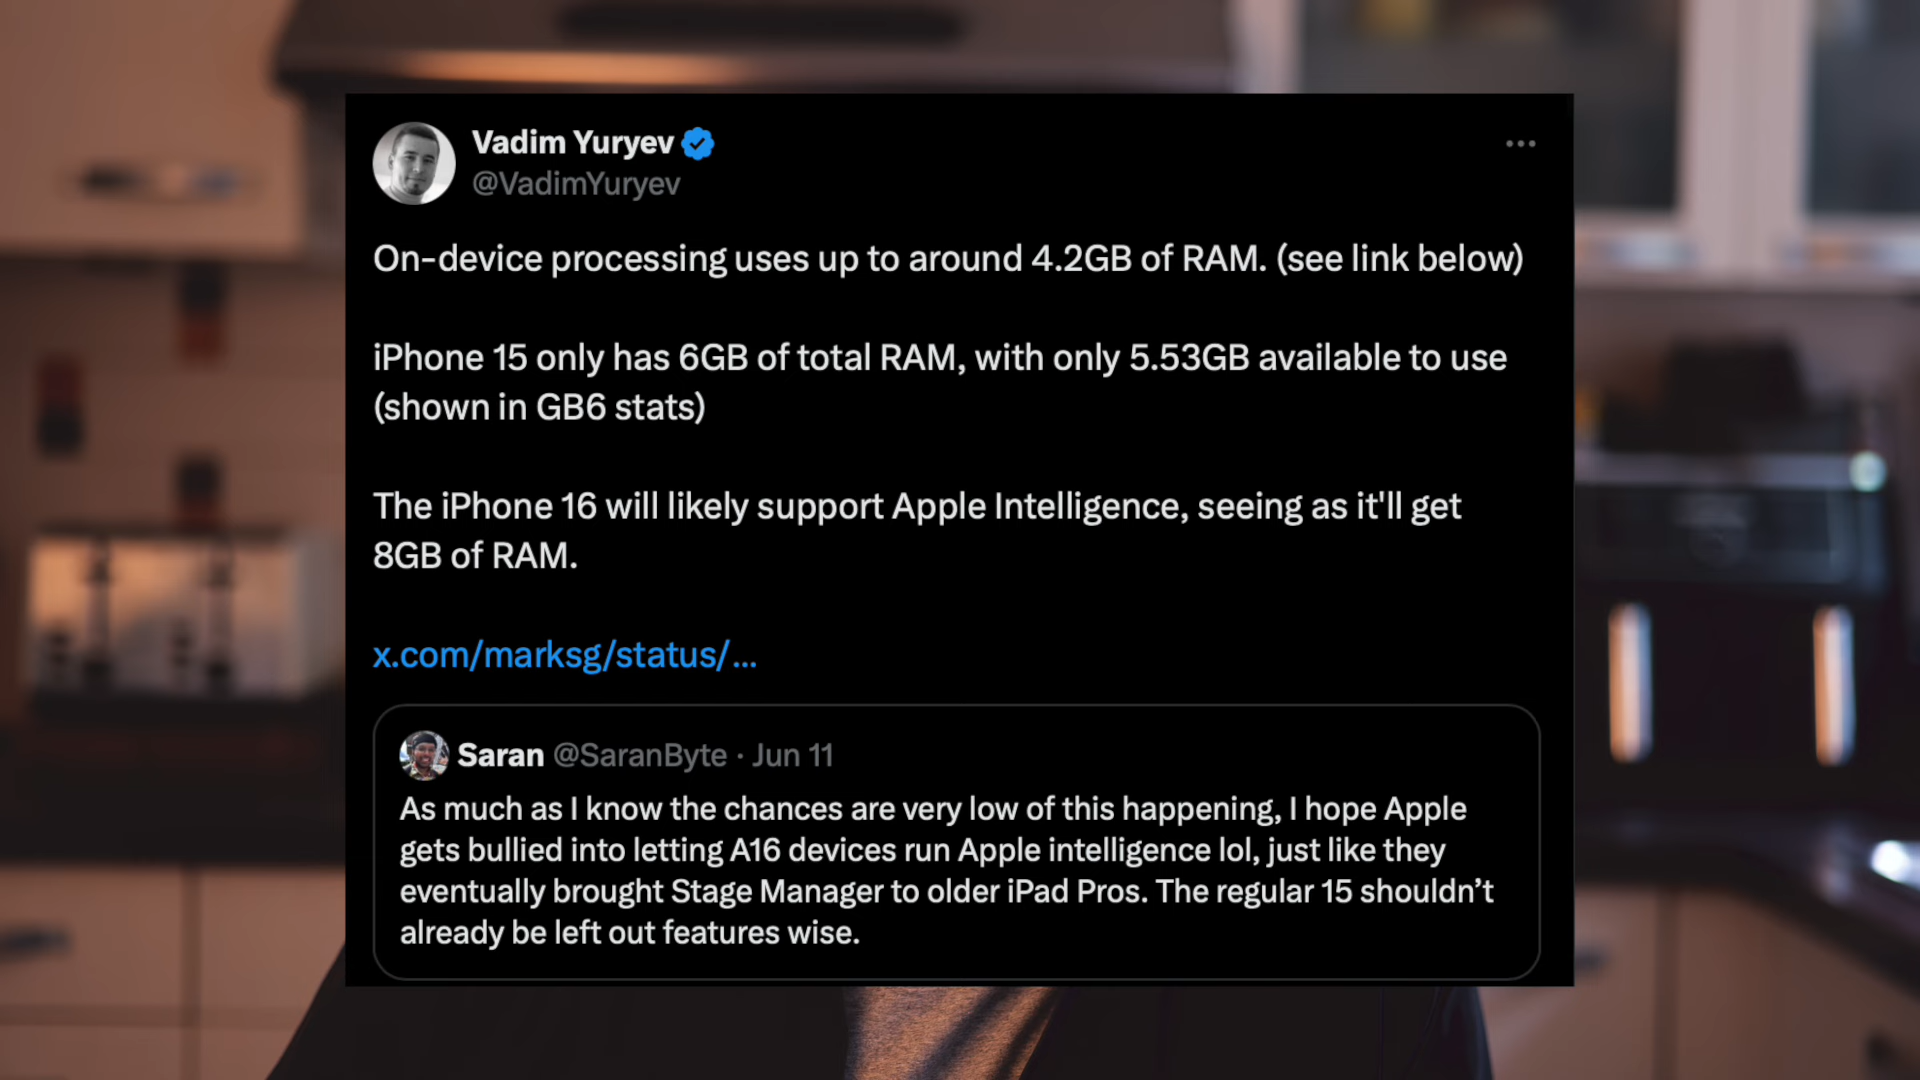 Vadim Yuryev
@VadimYuryev
On-device processing uses up to around 4.2GB of RAM. (see link below)
iPhone 15 only has 6GB of total RAM, with only 5.53GB available to use
(shown in GB6 stats)
The iPhone 16 will likely support Apple Intelligence, seeing as it'll get
8GB of RAM.
x.com/marksg/status/...
Saran @SaranByte · Jun 11
As much as I know the chances are very low of this happening, I hope Apple
gets bullied into letting A16 devices run Apple intelligence lol, just like they
eventually brought Stage Manager to older iPad Pros. The regular 15 shouldn’t
already be left out features wise.